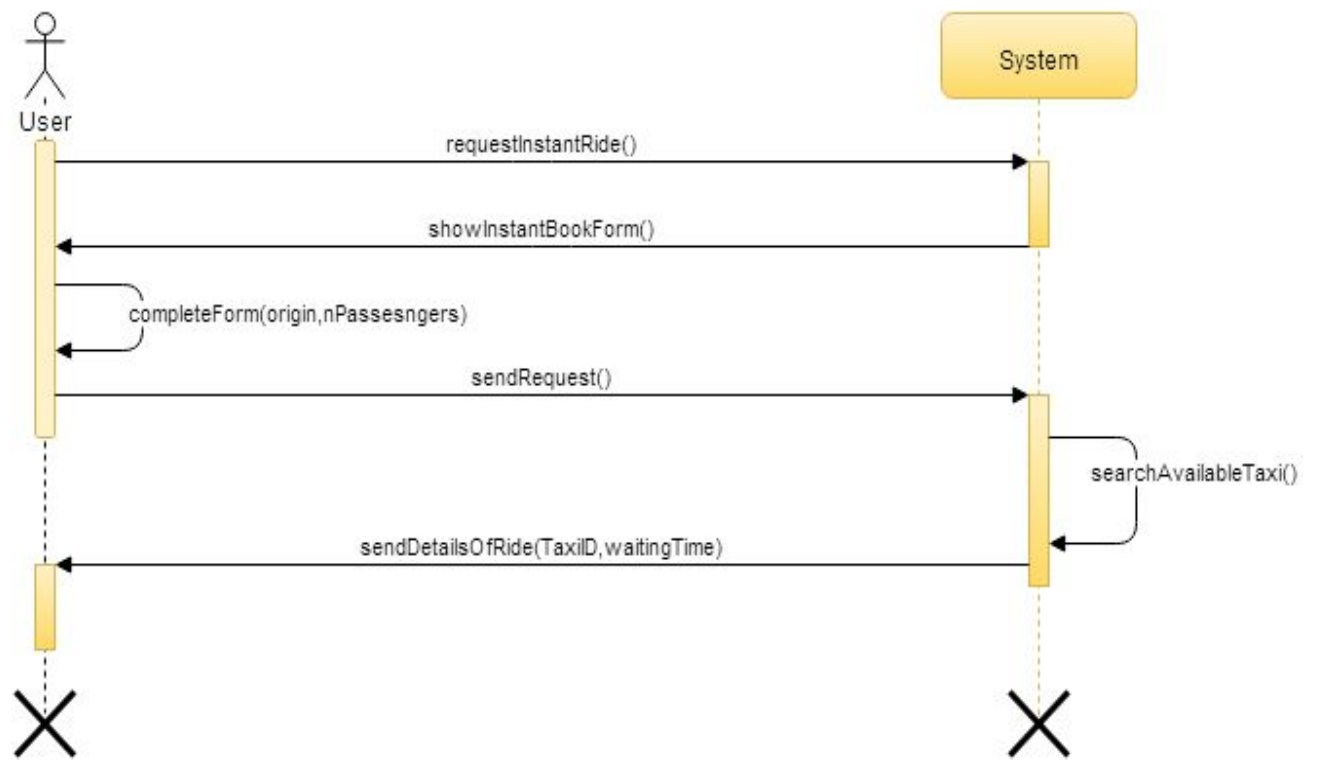 System
User
requestInstantRide()
showInstantBookForm()
completeForm(origin,nPassesngers)
sendRequest()
searchAvailableTaxi()
sendDetailsOfRide(TaxiID,waitingTime)